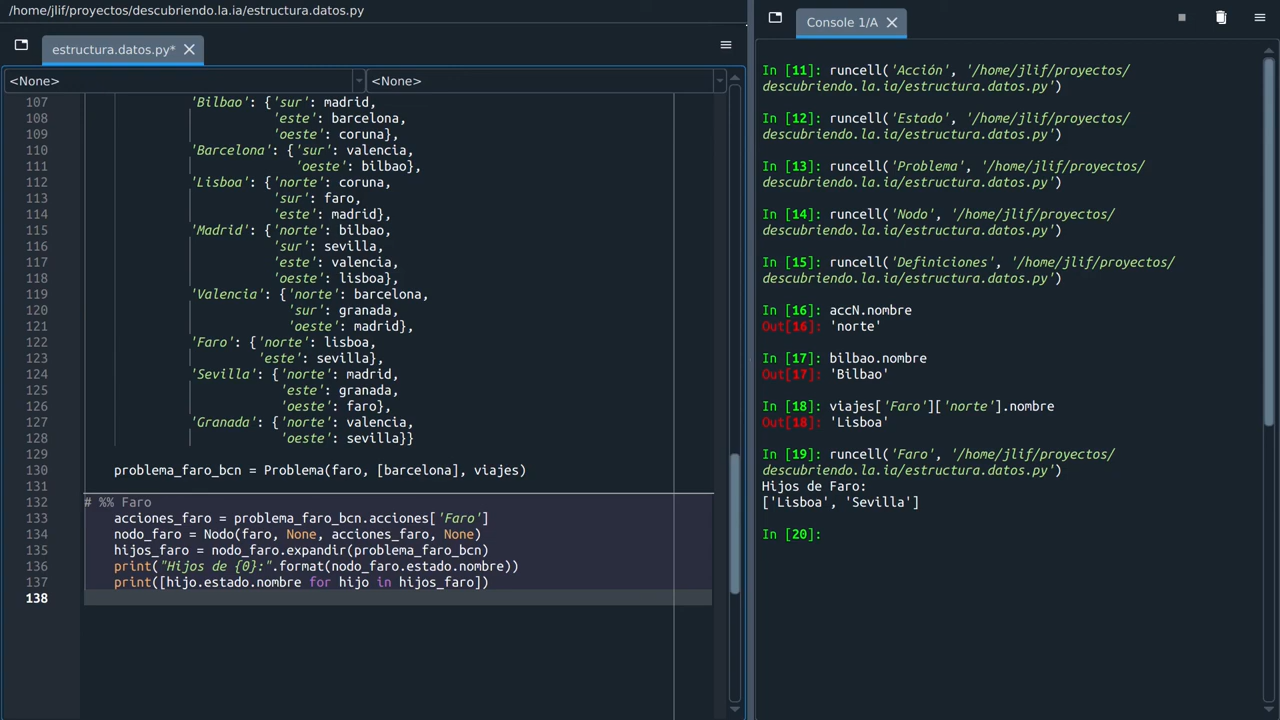 /home/jlif/proyectos/descubriendo.la.ia/estructura.datos.py
estructura.datos.py*
<None>
<None>
107 'Bilbao': {'sur': madrid,
108 'este': barcelona,
109 'oeste': coruna},
110 'Barcelona': {'sur': valencia,
111 'oeste': bilbao},
112 'Lisboa': {'norte': coruna,
113 'sur': faro,
114 'este': madrid},
115 'Madrid': {'norte': bilbao,
116 'sur': sevilla,
117 'este': valencia,
118 'oeste': lisboa},
119 'Valencia': {'norte': barcelona,
120 'sur': granada,
121 'oeste': madrid},
122 'Faro': {'norte': lisboa,
123 'este': sevilla},
124 'Sevilla': {'norte': madrid,
125 'este': granada,
126 'oeste': faro},
127 'Granada': {'norte': valencia,
128 'oeste': sevilla}}
129
130 problema_faro_bcn = Problema(faro, [barcelona], viajes)
131
132 # %% Faro
133 acciones_faro = problema_faro_bcn.acciones['Faro']
134 nodo_faro = Nodo(faro, None, acciones_faro, None)
135 hijos_faro = nodo_faro.expandir(problema_faro_bcn)
136 print("Hijos de {0}:".format(nodo_faro.estado.nombre))
137 print([hijo.estado.nombre for hijo in hijos_faro])
138
Console 1/A
In [11]: runcell('Acción', '/home/jlif/proyectos/
descubriendo.la.ia/estructura.datos.py')
In [12]: runcell('Estado', '/home/jlif/proyectos/
descubriendo.la.ia/estructura.datos.py')
In [13]: runcell('Problema', '/home/jlif/proyectos/
descubriendo.la.ia/estructura.datos.py')
In [14]: runcell('Nodo', '/home/jlif/proyectos/
descubriendo.la.ia/estructura.datos.py')
In [15]: runcell('Definiciones', '/home/jlif/proyectos/
descubriendo.la.ia/estructura.datos.py')
In [16]: accN.nombre
Out[16]: 'norte'
In [17]: bilbao.nombre
Out[17]: 'Bilbao'
In [18]: viajes['Faro']['norte'].nombre
Out[18]: 'Lisboa'
In [19]: runcell('Faro', '/home/jlif/proyectos/
descubriendo.la.ia/estructura.datos.py')
Hijos de Faro:
['Lisboa', 'Sevilla']
In [20]: